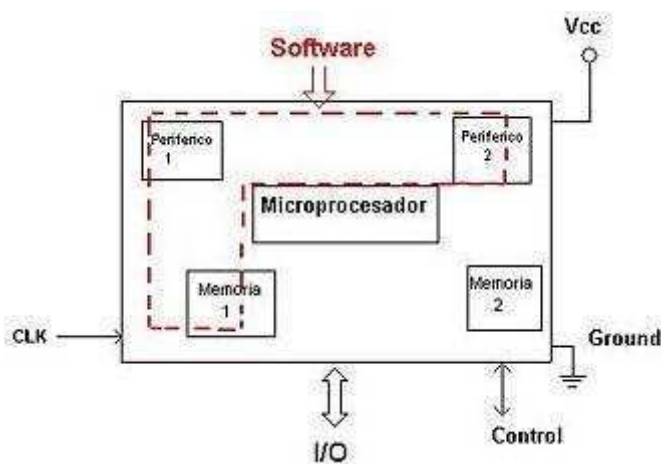 Vcc
Software
Periferico
1
Periferico
2
Microprocesador
Memoria
1
Memoria
2
CLK
Ground
Control
I/O